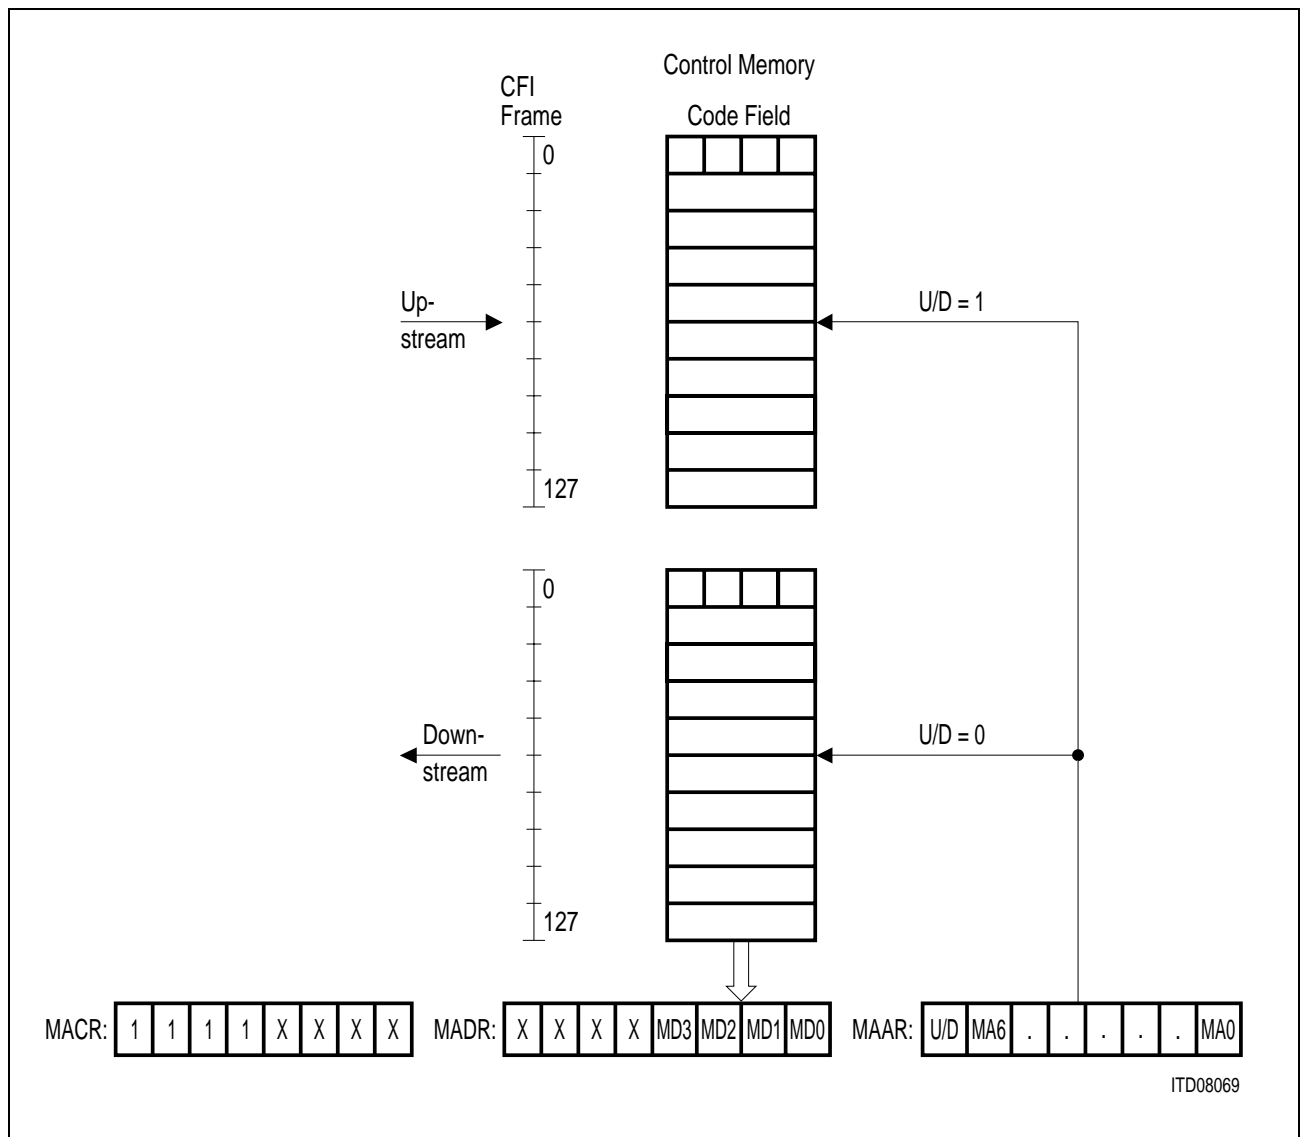 Control Memory
CFI
Frame
Code Field
0
Up-
stream
U/D = 1
127
0
Down-
stream
U/D = 0
127
MACR: 1 1 1 1 X X X X MADR: X X X X MD3 MD2 MD1 MD0 MAAR: U/D MA6 . . . . . MA0
ITD08069